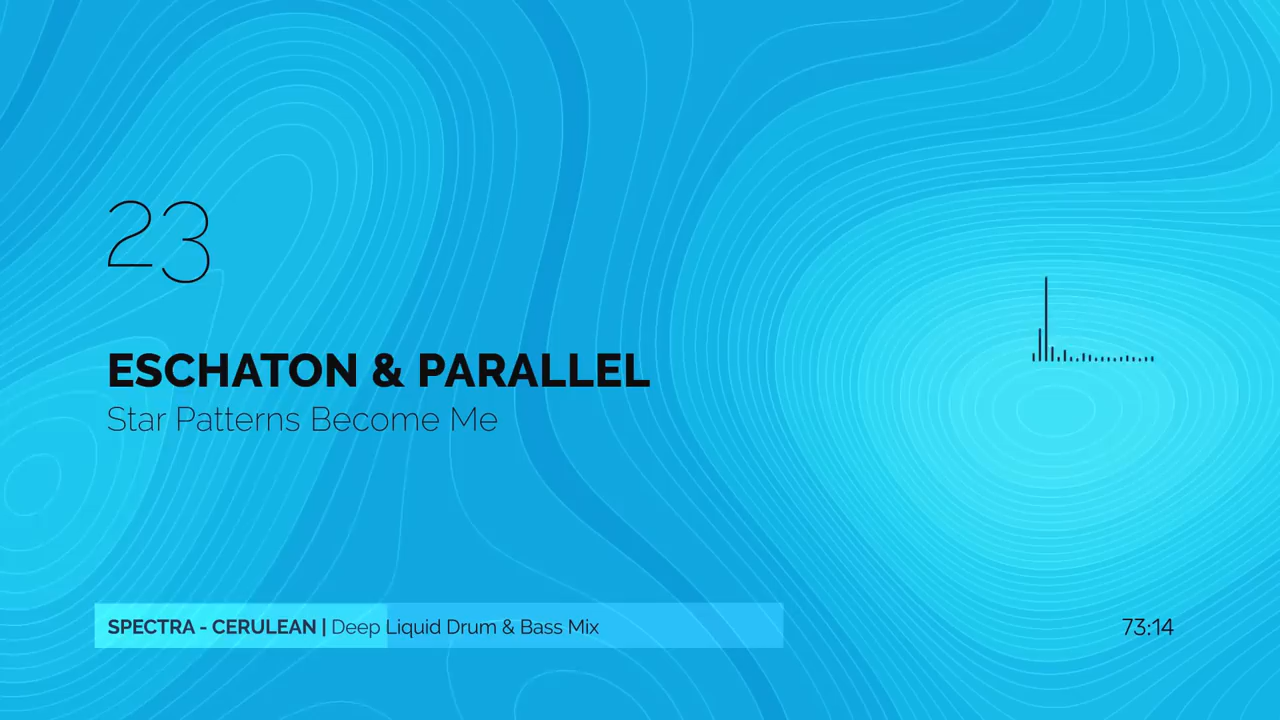 23
ESCHATON & PARALLEL
Star Patterns Become Me
SPECTRA - CERULEAN | Deep Liquid Drum & Bass Mix
73:14